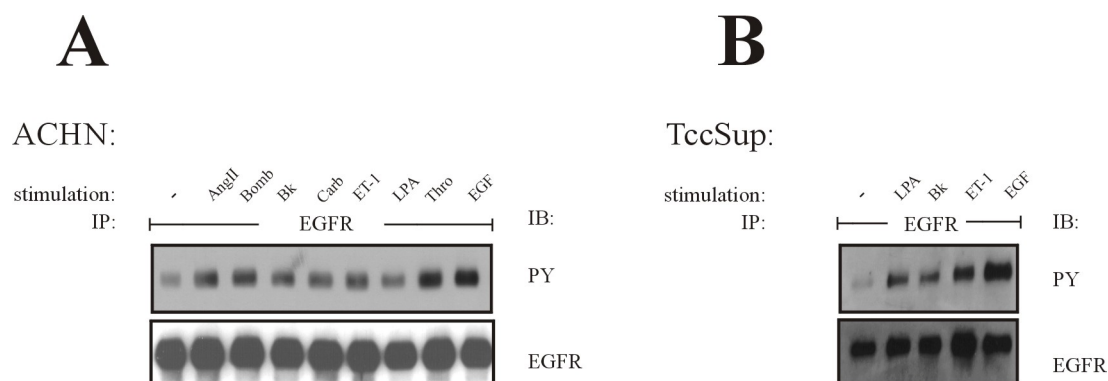 A B
ACHN: TccSup:
stimulation: - AngII Bomb Bk Carb ET-1 LPA Thro EGF stimulation: - LPA Bk ET-1 EGF
IP: EGFR IB: IP: EGFR IB:
PY PY
EGFR EGFR